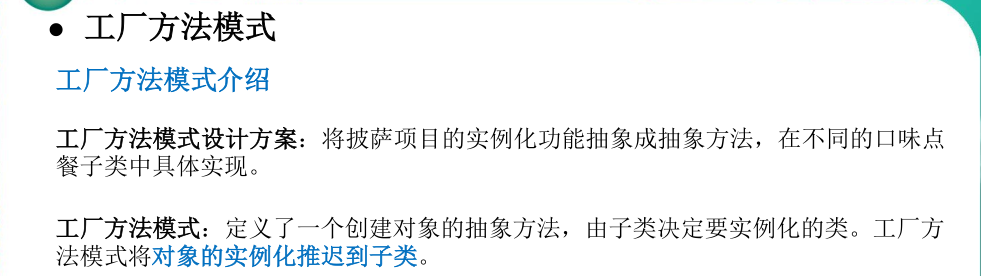 ● 工厂方法模式
工厂方法模式介绍
工厂方法模式设计方案：将披萨项目的实例化功能抽象成抽象方法，在不同的口味点
餐子类中具体实现。
工厂方法模式：定义了一个创建对象的抽象方法，由子类决定要实例化的类。工厂方
法模式将对象的实例化推迟到子类。